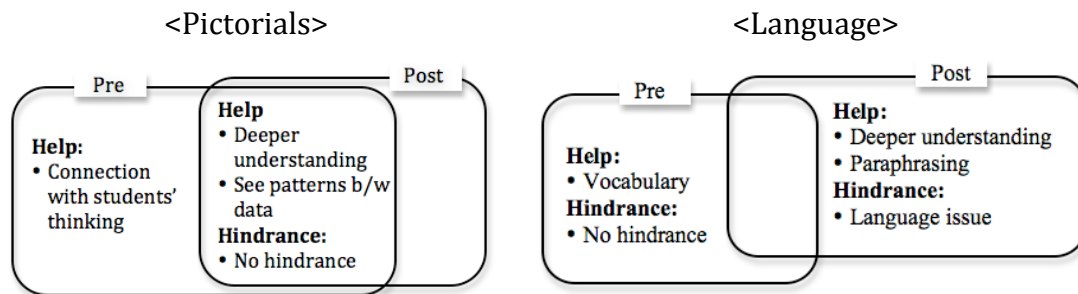 <Pictorials>
Pre
Post
Help:
• Connection
with students’
thinking
Help
• Deeper
understanding
• See patterns b/w
data
Hindrance:
• No hindrance
<Language>
Pre
Post
Help:
• Vocabulary
Hindrance:
• No hindrance
Help:
• Deeper understanding
• Paraphrasing
Hindrance:
• Language issue